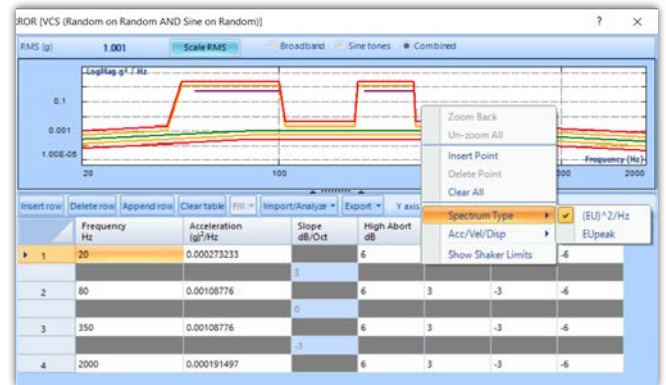 ROR [VCS (Random on Random AND Sine on Random)] ? ×
RMS (g) 1.001 Scale RMS Broadband Sine tones Combined
LogMag g² / Hz
0.1
0.001
1.00E-05
20 100 000 2000
Frequency (Hz)
Zoom Back
Un-zoom All
Insert Point
Delete Point
Clear All
Spectrum Type
Acc/Vel/Disp
Show Shaker Limits
(EU)^2/Hz
EUpeak
Insert row Delete row Append row Clear table Fill Import/Analyze Export Y axis
Frequency Hz Acceleration (g)²/Hz Slope dB/Oct High Abort dB
1 20 0.000273233 6 -6
3
2 80 0.00108776 6 3 -3 -6
0
3 350 0.00108776 6 3 -3 -6
-3
4 2000 0.000191497 6 3 -3 -6